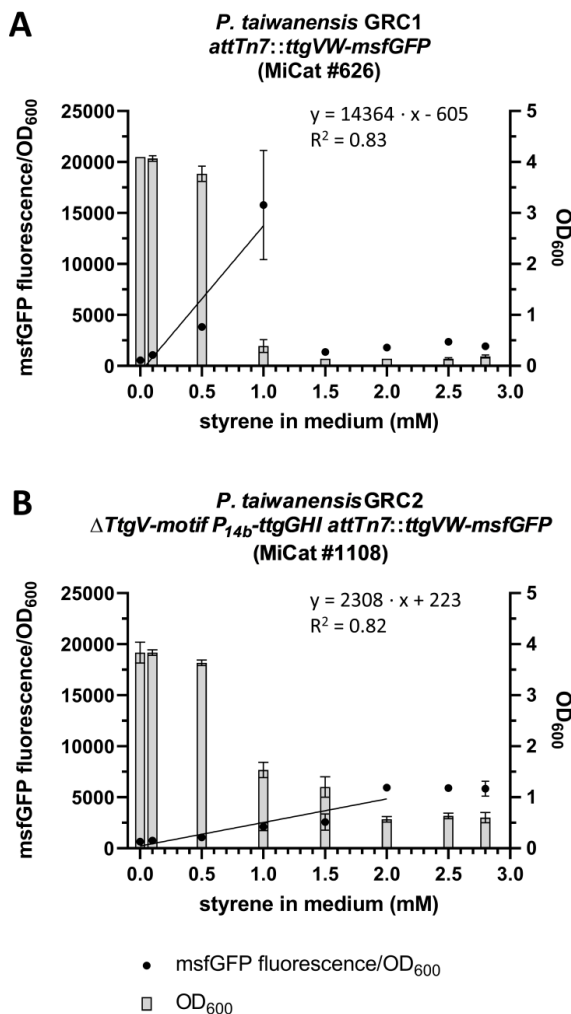 A
P. taiwanensis GRC1
attTn7::ttgVW-msfGFP
(MiCat #626)
y = 14364 · x - 605
R² = 0.83
msfGFP fluorescence/OD₆₀₀
25000
20000
15000
10000
5000
0
5
4
3
2
1
0
OD₆₀₀
0.0 0.5 1.0 1.5 2.0 2.5 3.0
styrene in medium (mM)
B
P. taiwanensis GRC2
ΔTtgV-motif P₁₄b-ttgGHI attTn7::ttgVW-msfGFP
(MiCat #1108)
y = 2308 · x + 223
R² = 0.82
msfGFP fluorescence/OD₆₀₀
25000
20000
15000
10000
5000
0
5
4
3
2
1
0
OD₆₀₀
0.0 0.5 1.0 1.5 2.0 2.5 3.0
styrene in medium (mM)
msfGFP fluorescence/OD₆₀₀
OD₆₀₀